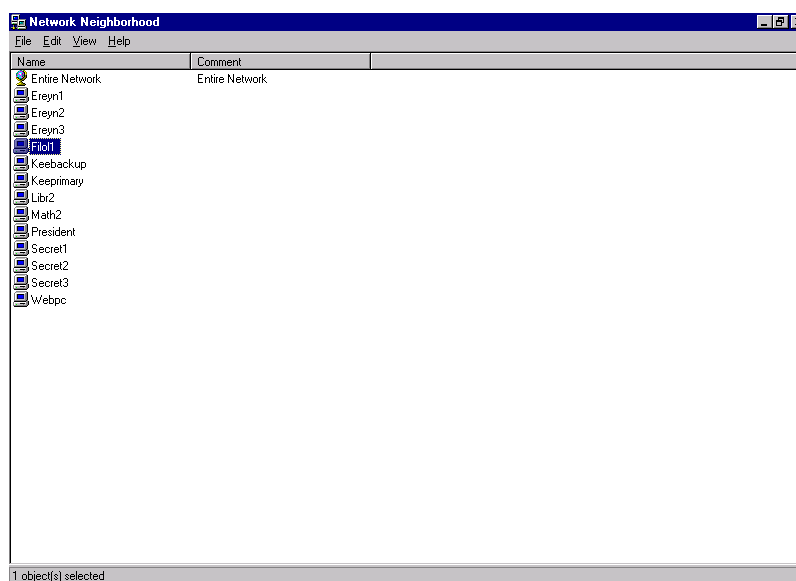 Network Neighborhood
File Edit View Help
Name Comment
Entire Network Entire Network
Ereyn1
Ereyn2
Ereyn3
Filol1
Keebackup
Keeprimary
Libr2
Math2
President
Secret1
Secret2
Secret3
Webpc
1 object(s) selected